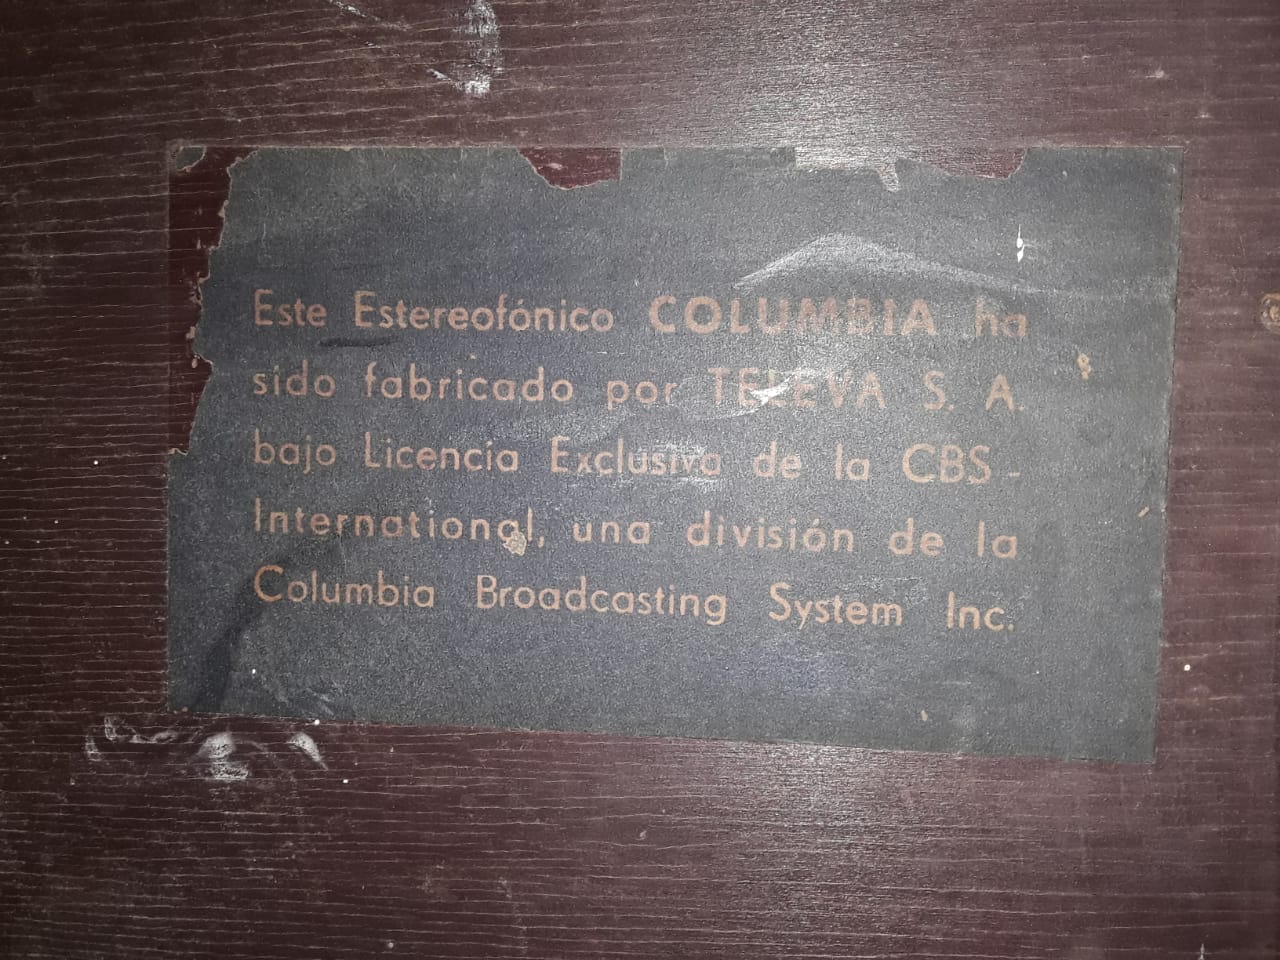 Este Estereofónico COLUMBIA ha
sido fabricado por TELEVA S. A.
bajo Licencia Exclusiva de la CBS -
International, una división de la
Columbia Broadcasting System Inc.